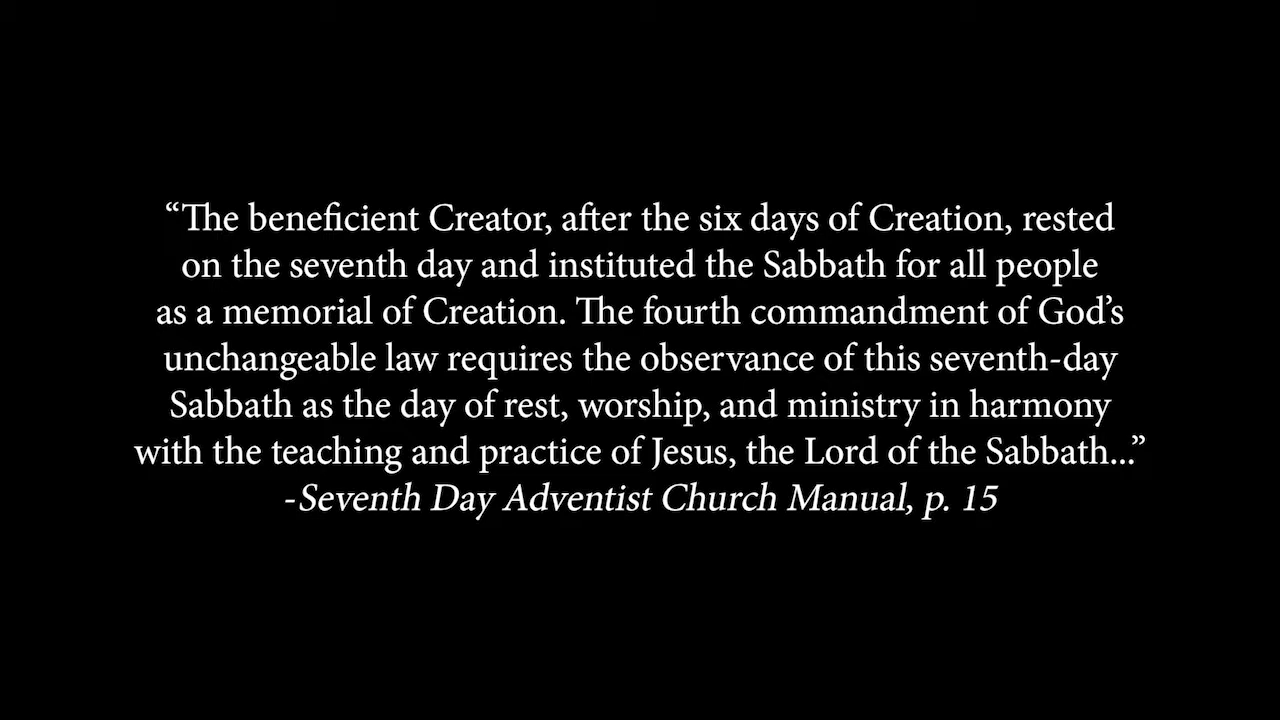 “The beneficient Creator, after the six days of Creation, rested
on the seventh day and instituted the Sabbath for all people
as a memorial of Creation. The fourth commandment of God’s
unchangeable law requires the observance of this seventh-day
Sabbath as the day of rest, worship, and ministry in harmony
with the teaching and practice of Jesus, the Lord of the Sabbath...”
-Seventh Day Adventist Church Manual, p. 15